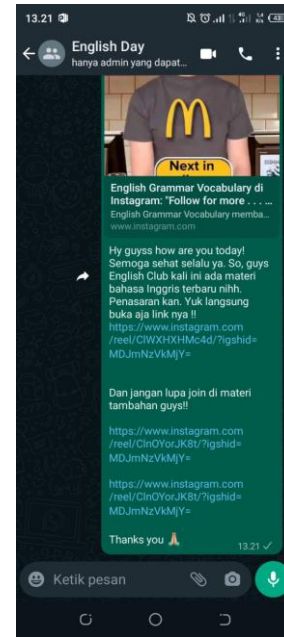 13.21
English Day
hanya admin yang dapat...
Next in
English Grammar Vocabulary di
Instagram: "Follow for more . . . ...
English Grammar Vocabulary memba...
www.instagram.com
Hy guyss how are you today!
Semoga sehat selalu ya. So, guys
English Club kali ini ada materi
bahasa Inggris terbaru nihh.
Penasaran kan. Yuk langsung
buka aja link nya !!
https://www.instagram.com
/reel/ClWXHXHMc4d/?igshid=
MDJmNzVkMjY=
Dan jangan lupa join di materi
tambahan guys!!
https://www.instagram.com
/reel/ClnOYorJK8t/?igshid=
MDJmNzVkMjY=
https://www.instagram.com
/reel/ClnOYorJK8t/?igshid=
MDJmNzVkMjY=
Thanks you 🙏🏼
13.21
Ketik pesan